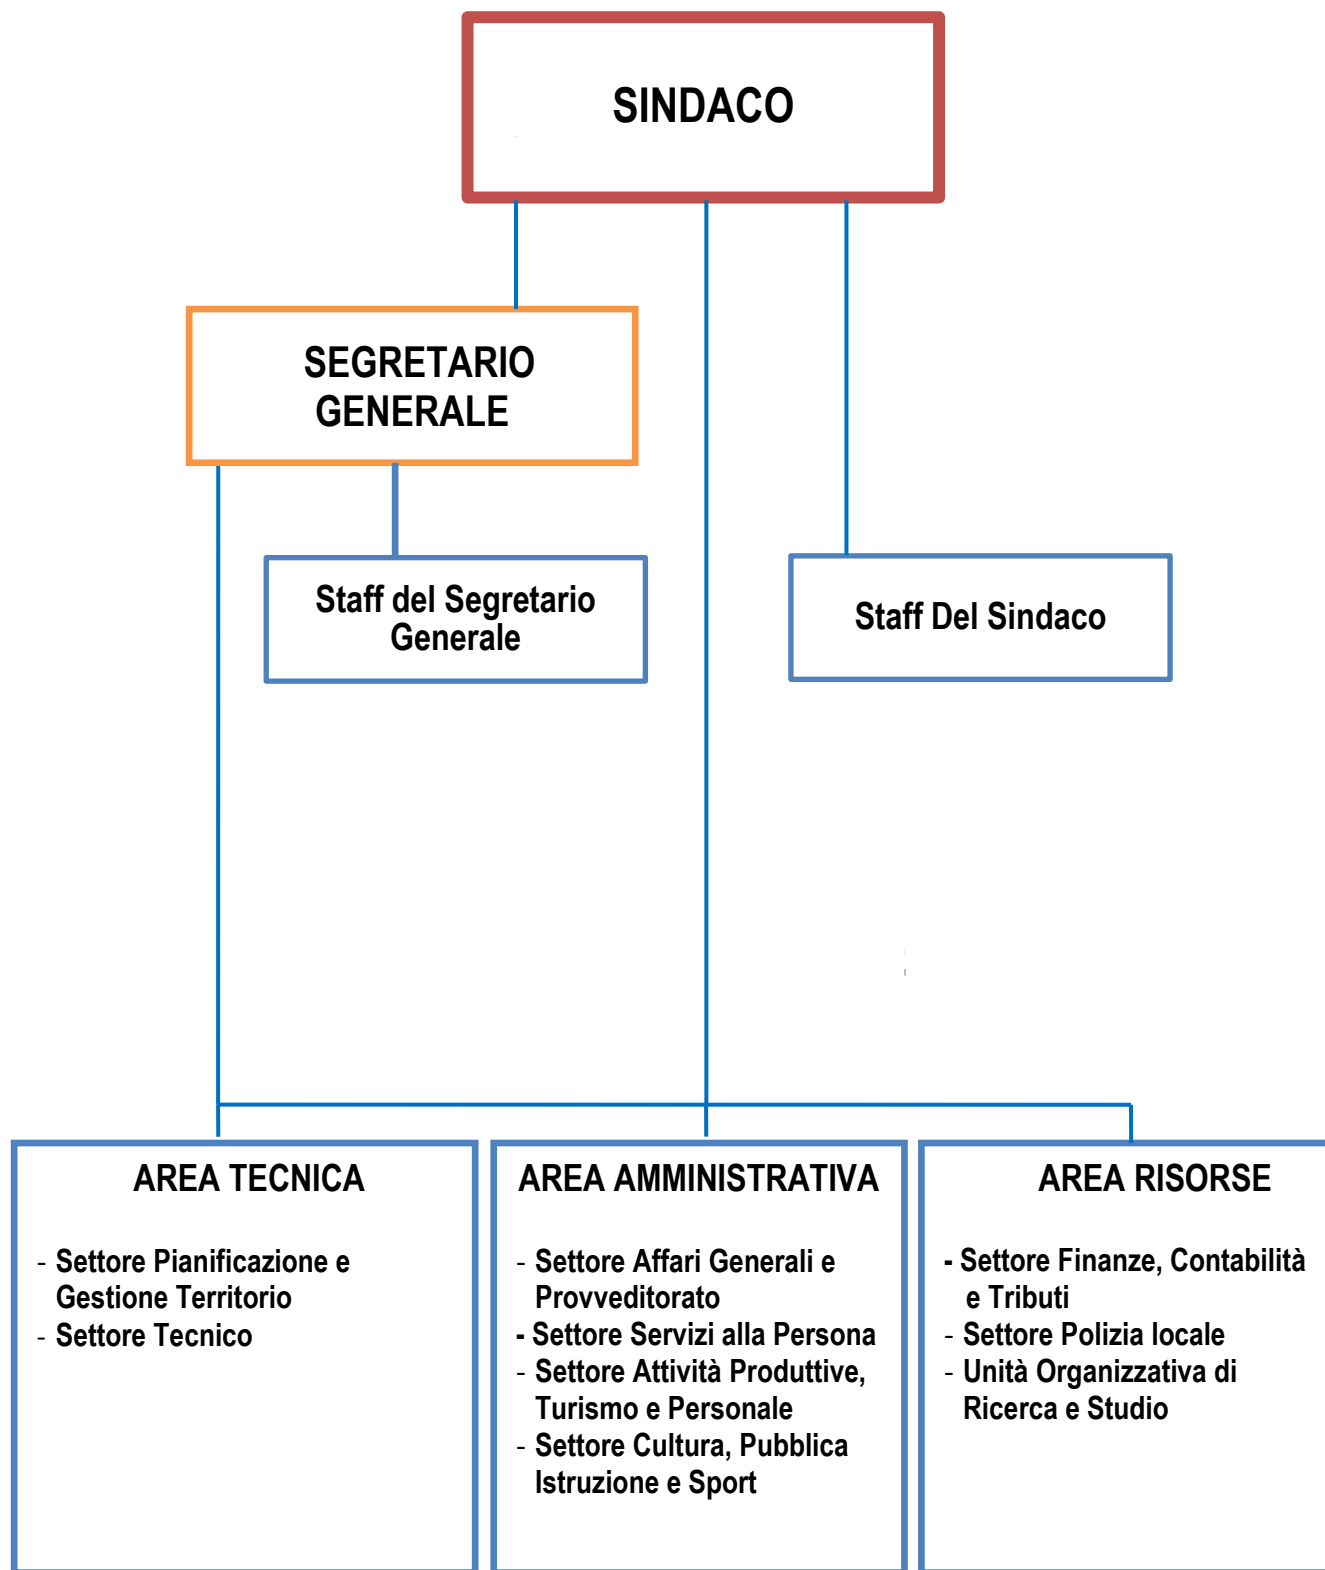 SINDACO
SEGRETARIO
GENERALE
Staff del Segretario
Generale
Staff Del Sindaco
AREA TECNICA
- Settore Pianificazione e
Gestione Territorio
- Settore Tecnico
AREA AMMINISTRATIVA
- Settore Affari Generali e
Provveditorato
- Settore Servizi alla Persona
- Settore Attività Produttive,
Turismo e Personale
- Settore Cultura, Pubblica
Istruzione e Sport
AREA RISORSE
- Settore Finanze, Contabilità
e Tributi
- Settore Polizia locale
- Unità Organizzativa di
Ricerca e Studio